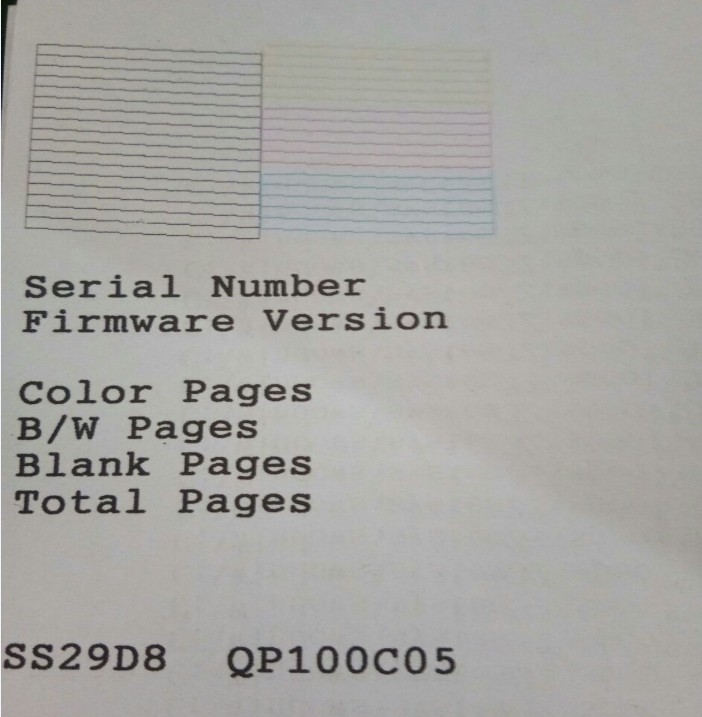 Serial Number
Firmware Version
Color Pages
B/W Pages
Blank Pages
Total Pages
SS29D8 QP100C05